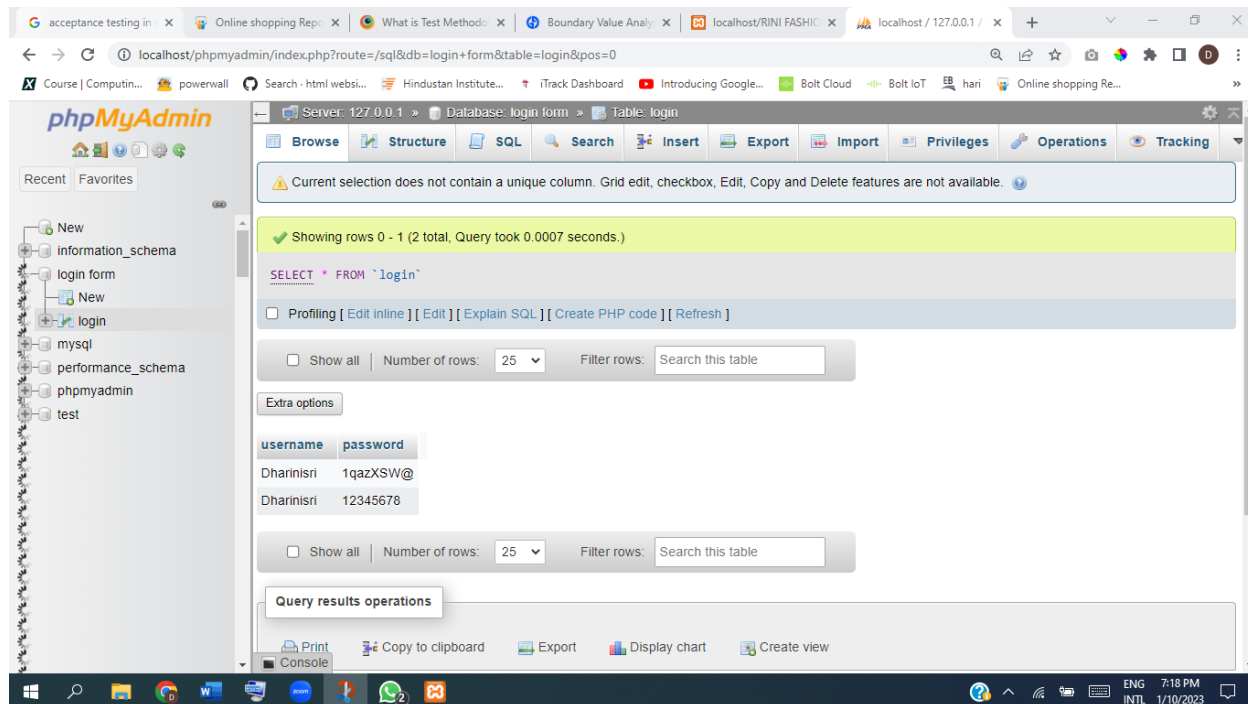 acceptance testing in
Online shopping Repo
What is Test Methodo
Boundary Value Analy
localhost/RINI FASHIC
localhost / 127.0.0.1 /
localhost/phpmyadmin/index.php?route=/sql&db=login+form&table=login&pos=0
D
Course | Computin...
powerwall
Search · html websi...
Hindustan Institute...
iTrack Dashboard
Introducing Google...
Bolt Cloud
Bolt IoT
hari
Online shopping Re...
»
phpMyAdmin
Recent
Favorites
New
information_schema
login form
New
login
mysql
performance_schema
phpmyadmin
test
Server: 127.0.0.1 » Database: login form » Table: login
Browse
Structure
SQL
Search
Insert
Export
Import
Privileges
Operations
Tracking
Current selection does not contain a unique column. Grid edit, checkbox, Edit, Copy and Delete features are not available.
Showing rows 0 - 1 (2 total, Query took 0.0007 seconds.)
SELECT * FROM `login`
Profiling [ Edit inline ] [ Edit ] [ Explain SQL ] [ Create PHP code ] [ Refresh ]
Show all | Number of rows: 25 Filter rows: Search this table
Extra options
username password
Dharinisri 1qazXSW@
Dharinisri 12345678
Show all | Number of rows: 25 Filter rows: Search this table
Query results operations
Print
Copy to clipboard
Export
Display chart
Create view
Console
zoom
2
ENG
INTL
7:18 PM
1/10/2023